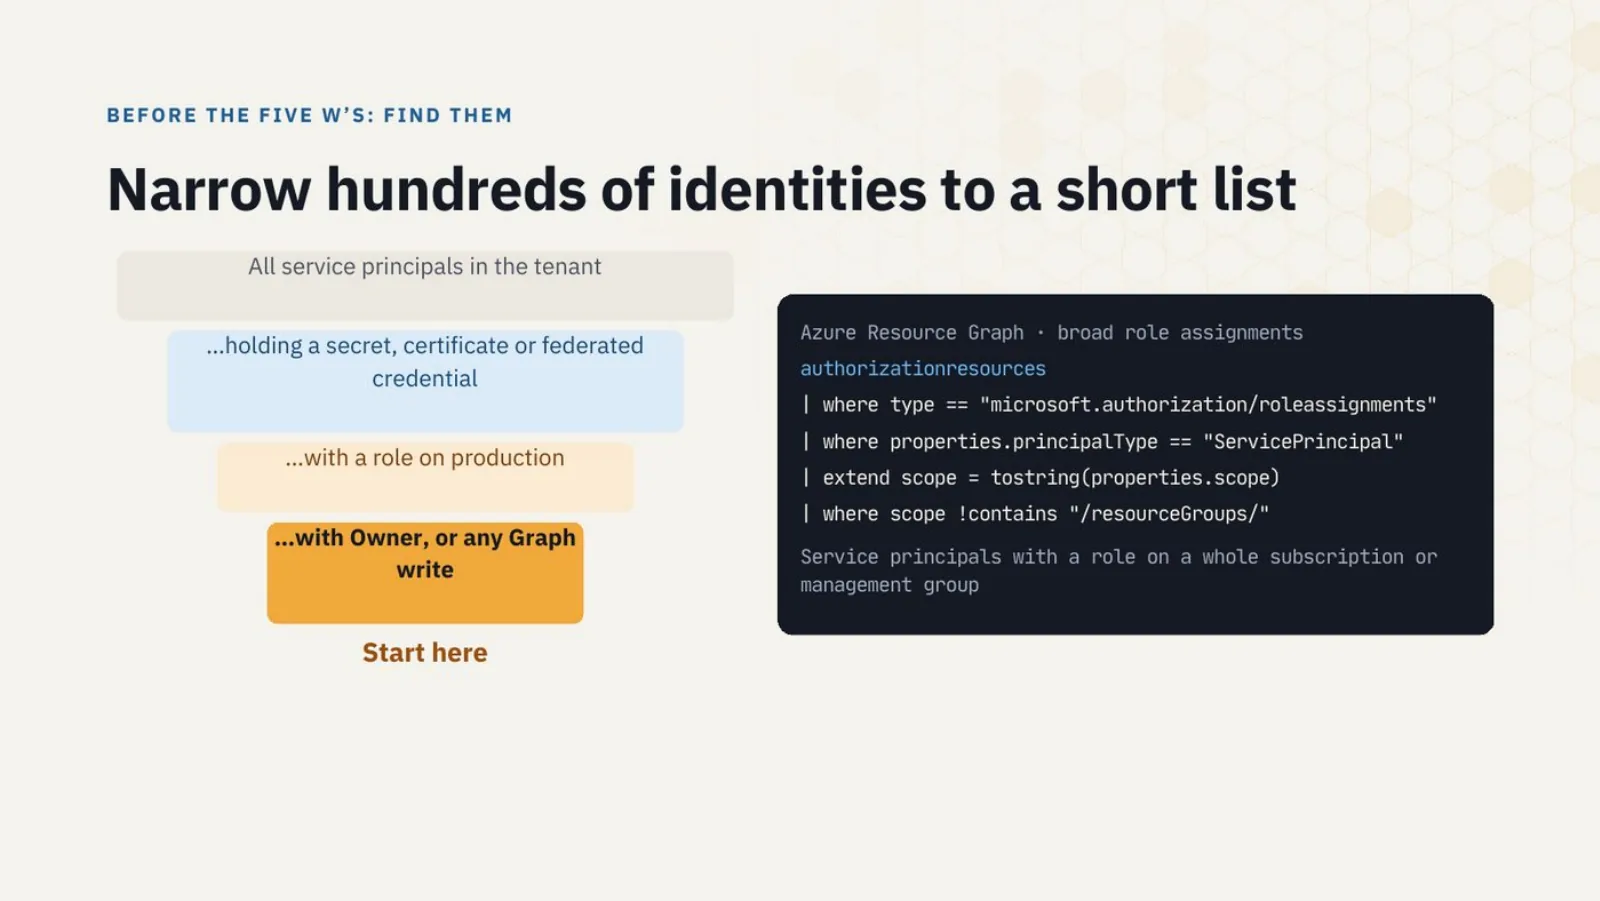 BEFORE THE FIVE W’S: FIND THEM
Narrow hundreds of identities to a short list
All service principals in the tenant
...holding a secret, certificate or federated
credential
...with a role on production
...with Owner, or any Graph
write
Start here
Azure Resource Graph · broad role assignments
authorizationresources
| where type == "microsoft.authorization/roleassignments"
| where properties.principalType == "ServicePrincipal"
| extend scope = tostring(properties.scope)
| where scope !contains "/resourceGroups/"
Service principals with a role on a whole subscription or
management group